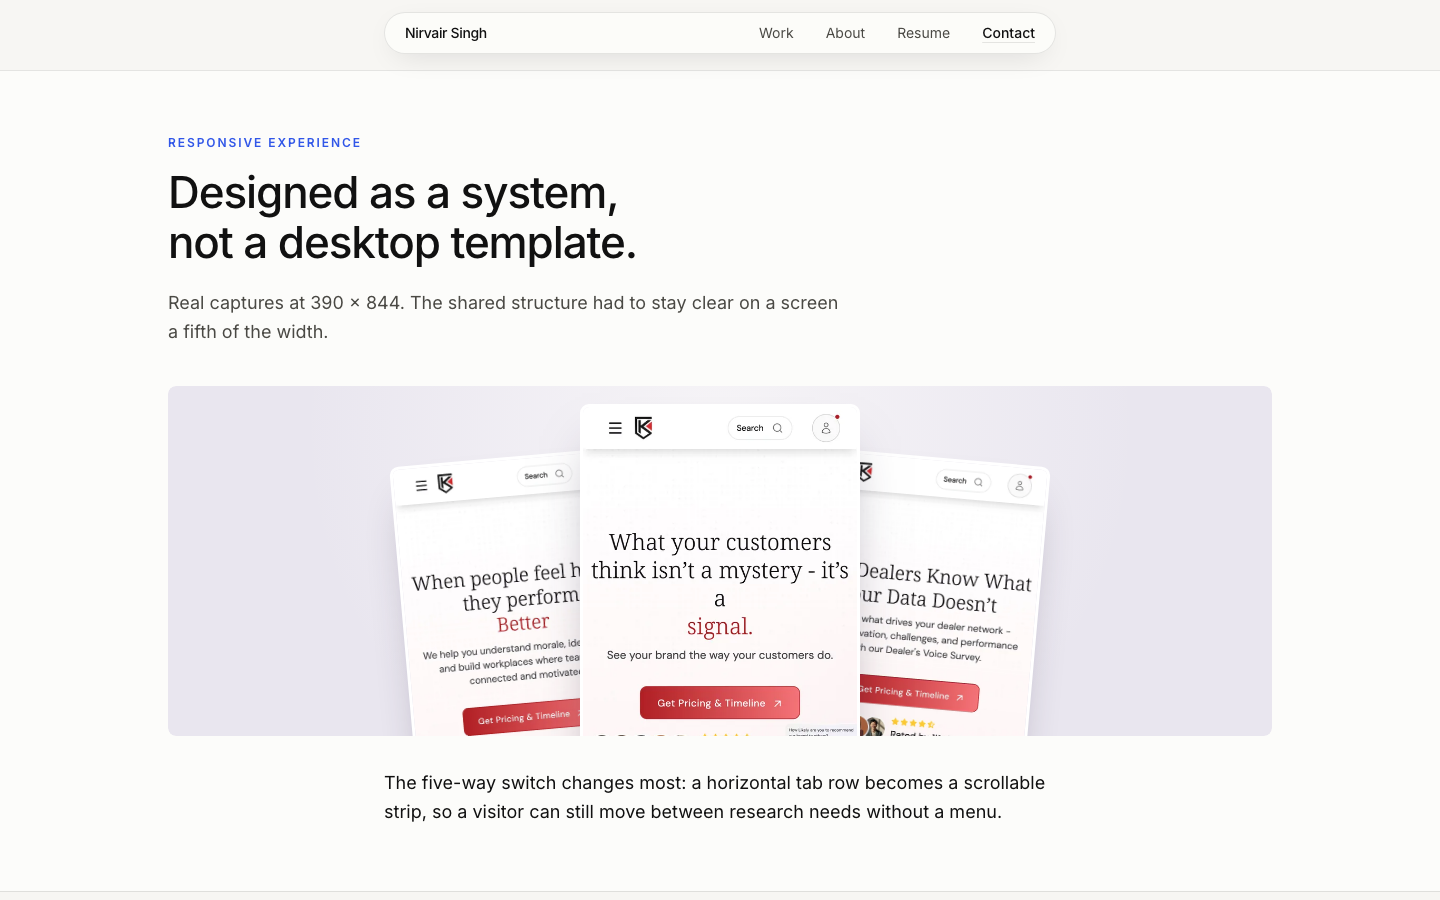 Nirvair Singh
Work
About
Resume
Contact
RESPONSIVE EXPERIENCE
Designed as a system,
not a desktop template.
Real captures at 390 × 844. The shared structure had to stay clear on a screen
a fifth of the width.
Search
When people feel
they perform
Better
We help you understand morale,
and build workplaces where
connected and
Get Pricing & Timeline
Search
What your customers
think isn’t a mystery - it’s
a
signal.
See your brand the way your customers do.
Get Pricing & Timeline
How likely are you to recommend
Search
Dealers Know What
Data Doesn’t
what drives your dealer network -
challenges, and performance
our Dealer's Voice Survey.
Get Pricing & Timeline
The five-way switch changes most: a horizontal tab row becomes a scrollable
strip, so a visitor can still move between research needs without a menu.